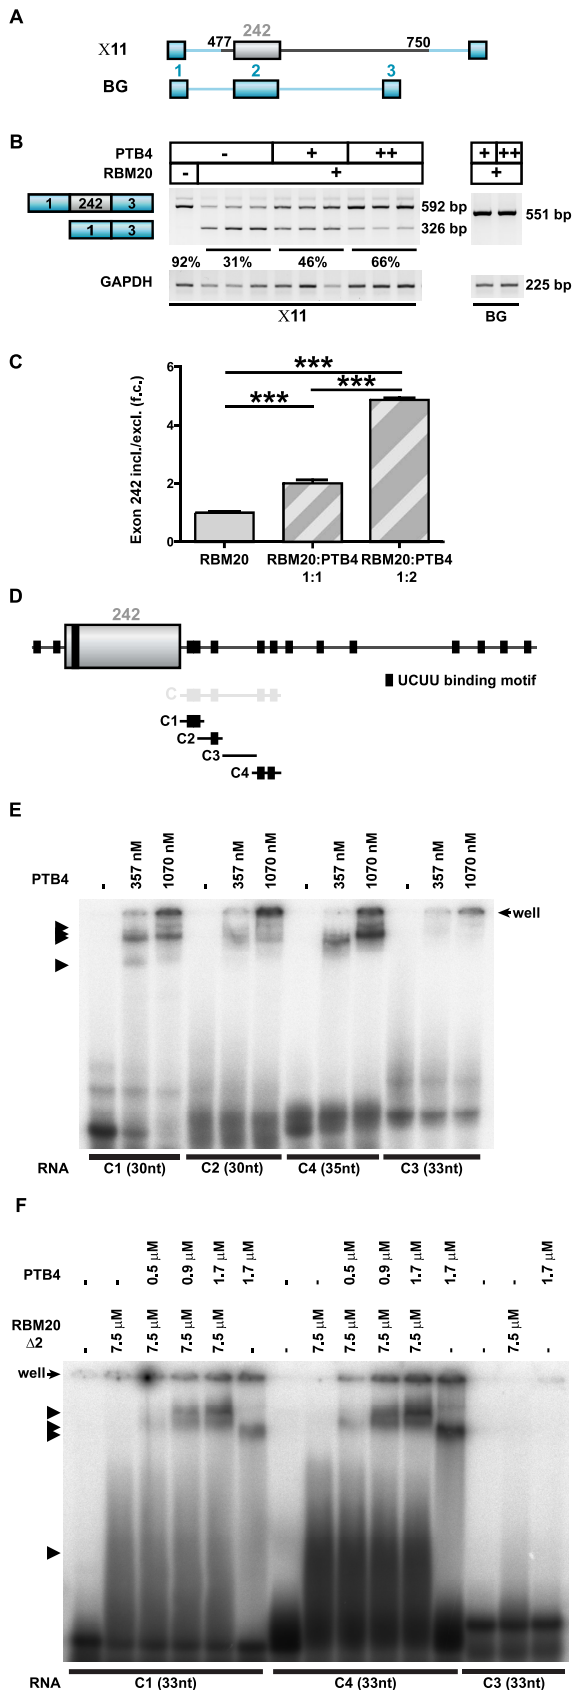 A
242
X11 477 750
BG 1 2 3
B
PTB4 - + ++ + ++
RBM20 - + +
1 242 3 592 bp 551 bp
1 3 326 bp
92% 31% 46% 66%
GAPDH 225 bp
X11 BG
C
Exon 242 incl./excl. (f.c.)
6
4
2
0
***
***
***
RBM20 RBM20:PTB4 RBM20:PTB4
1:1 1:2
D
242
UCUU binding motif
C
C1
C2
C3
C4
E
PTB4 - 357 nM 1070 nM - 357 nM 1070 nM - 357 nM 1070 nM - 357 nM 1070 nM
well
RNA C1 (30nt) C2 (30nt) C4 (35nt) C3 (33nt)
F
PTB4 - - 0.5 µM 0.9 µM 1.7 µM 1.7 µM - - 0.5 µM 0.9 µM 1.7 µM 1.7 µM - - 1.7 µM
RBM20
Δ2 - 7.5 µM 7.5 µM 7.5 µM 7.5 µM - - 7.5 µM 7.5 µM 7.5 µM 7.5 µM - - 7.5 µM -
well
RNA C1 (33nt) C4 (33nt) C3 (33nt)